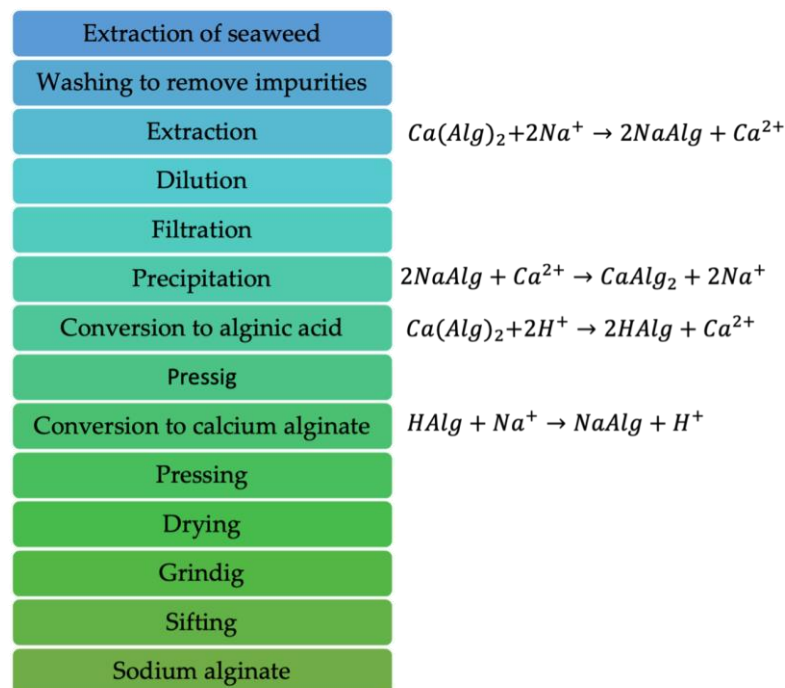 Extraction of seaweed
Washing to remove impurities
Extraction Ca(Alg)₂+2Na⁺ → 2NaAlg + Ca²⁺
Dilution
Filtration
Precipitation 2NaAlg + Ca²⁺ → CaAlg₂ + 2Na⁺
Conversion to alginic acid Ca(Alg)₂+2H⁺ → 2HAlg + Ca²⁺
Pressig
Conversion to calcium alginate HAlg + Na⁺ → NaAlg + H⁺
Pressing
Drying
Grindig
Sifting
Sodium alginate